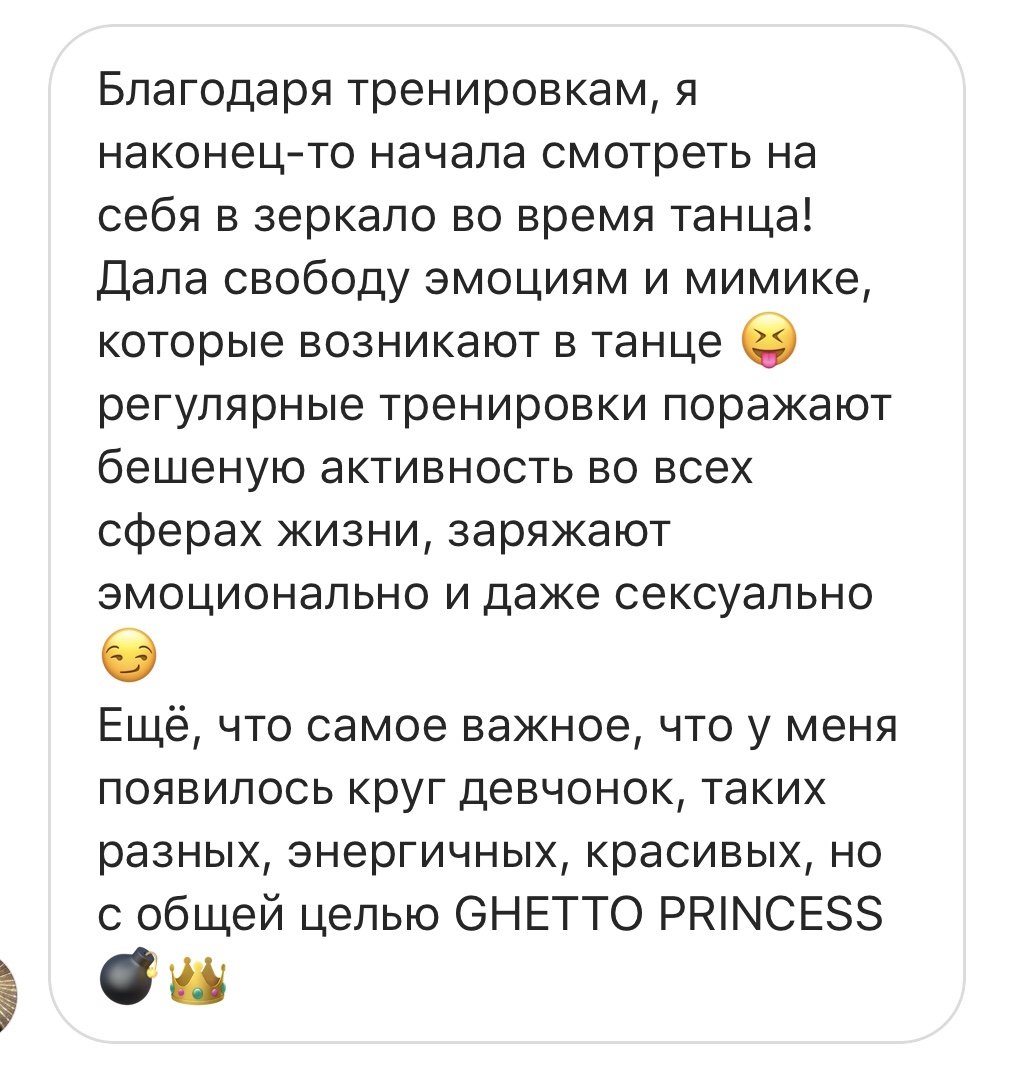 Благодаря тренировкам, я
наконец-то начала смотреть на
себя в зеркало во время танца!
Дала свободу эмоциям и мимике,
которые возникают в танце 😝
регулярные тренировки поражают
бешеную активность во всех
сферах жизни, заряжают
эмоционально и даже сексуально
😏
Ещё, что самое важное, что у меня
появилось круг девчонок, таких
разных, энергичных, красивых, но
с общей целью GHETTO PRINCESS
💣👑